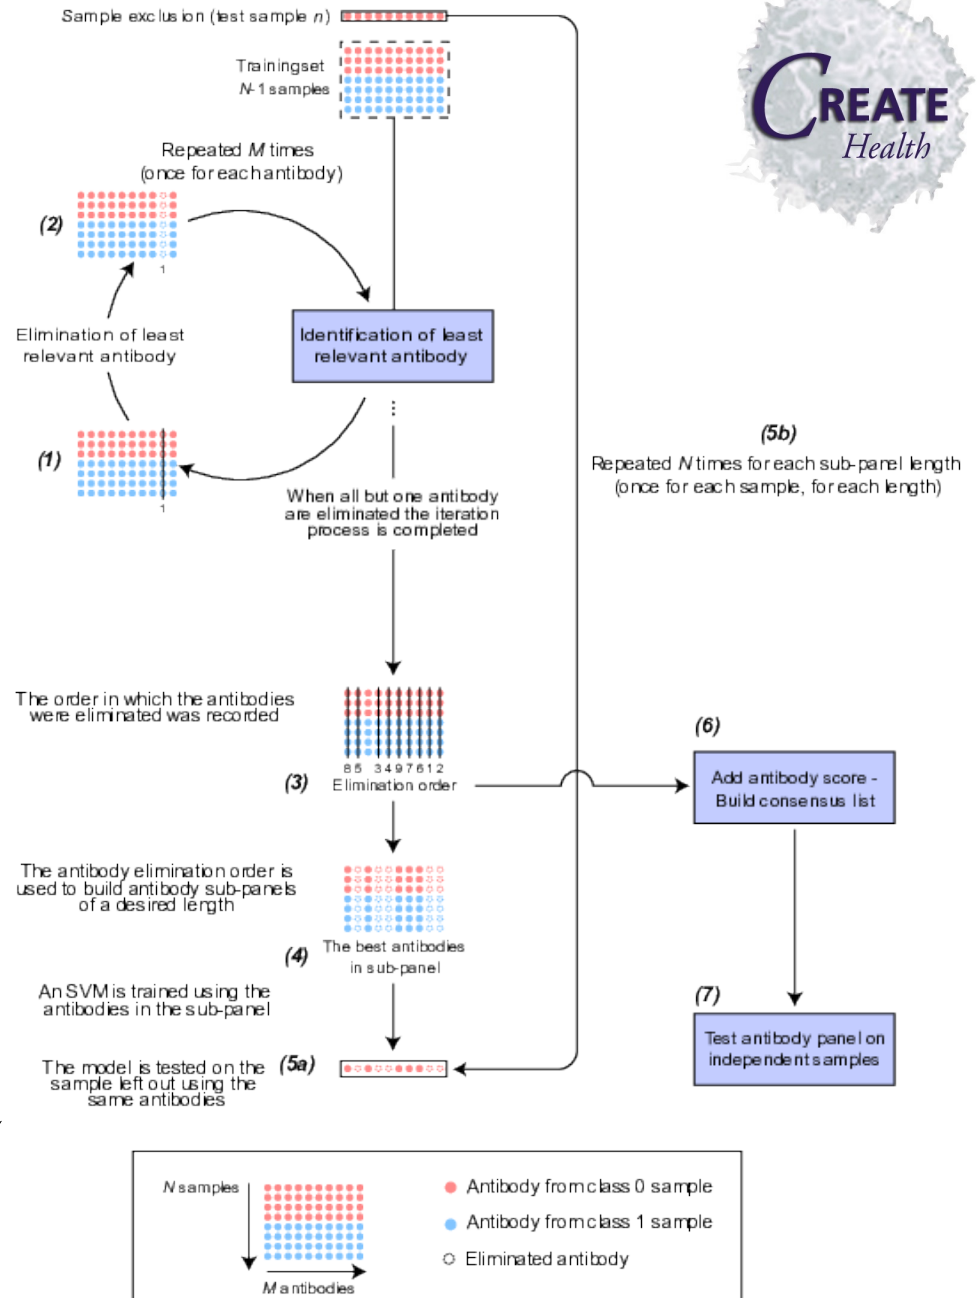 Sample exclusion (test sample n)
Trainingset
N-1 samples
CREATE
Health
Repeated M times
(once for each antibody)
(2)
1
Elimination of least
relevant antibody
Identification of least
relevant antibody
(1)
1
(5b)
Repeated N times for each sub-panel length
(once for each sample, for each length)
When all but one antibody
are eliminated the iteration
process is completed
The order in which the antibodies
were eliminated was recorded
(3)
8 5 3 4 9 7 6 1 2
Elimination order
(6)
Add antibody score -
Build consensus list
The antibody elimination order is
used to build antibody sub-panels
of a desired length
(4)
The best antibodies
in sub-panel
An SVM is trained using the
antibodies in the sub-panel
(7)
Test antibody panel on
independent samples
The model is tested on the
sample left out using the
same antibodies
(5a)
N samples
M antibodies
Antibody from class 0 sample
Antibody from class 1 sample
Eliminated antibody